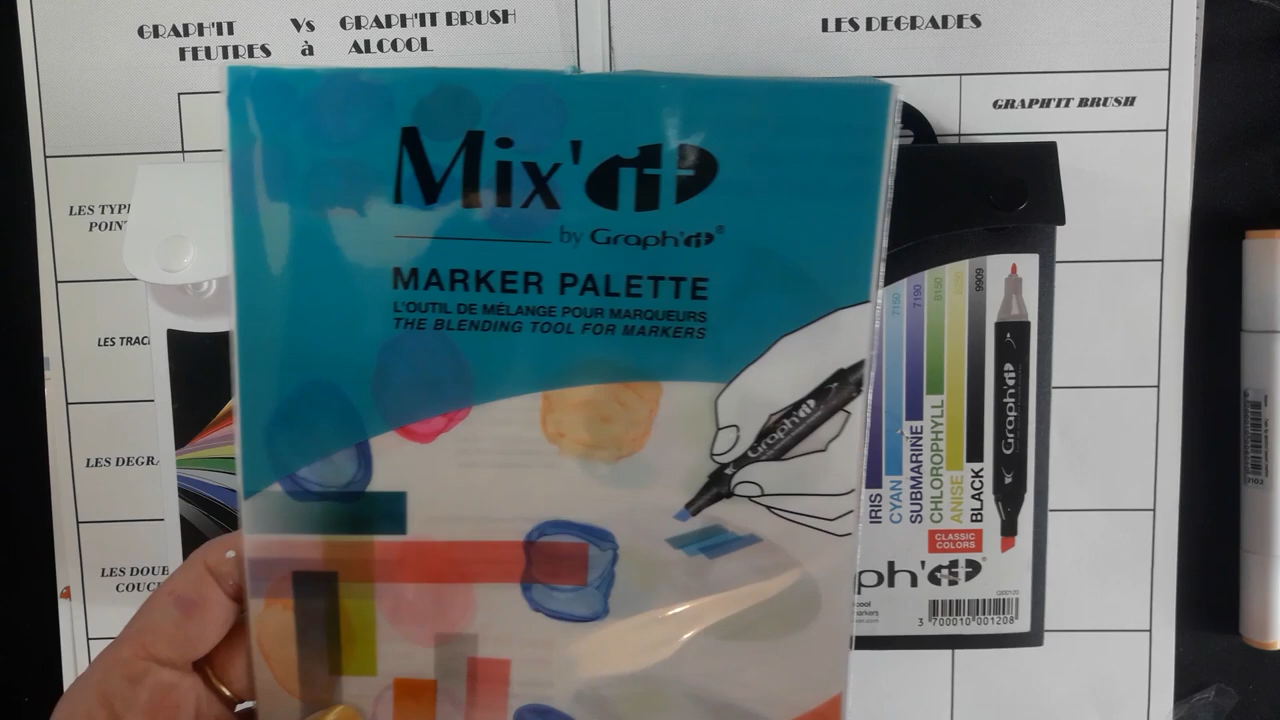 GRAPH'IT Vs GRAPH'IT BRUSH
FEUTRES à ALCOOL
LES DEGRADES
GRAPH'IT BRUSH
LES TYP
POIN
LES TRAC
LES DEGRA
LES DOUB
COUC
Mix'it
by Graph'it®
MARKER PALETTE
L'OUTIL DE MÉLANGE POUR MARQUEURS
THE BLENDING TOOL FOR MARKERS
Graph'it
IRIS
CYAN 7150
SUBMARINE 7190
CHLOROPHYLL 8150
ANISE
BLACK 9909
Graph'it
CLASSIC
COLORS
ph'it
3 700010 001208